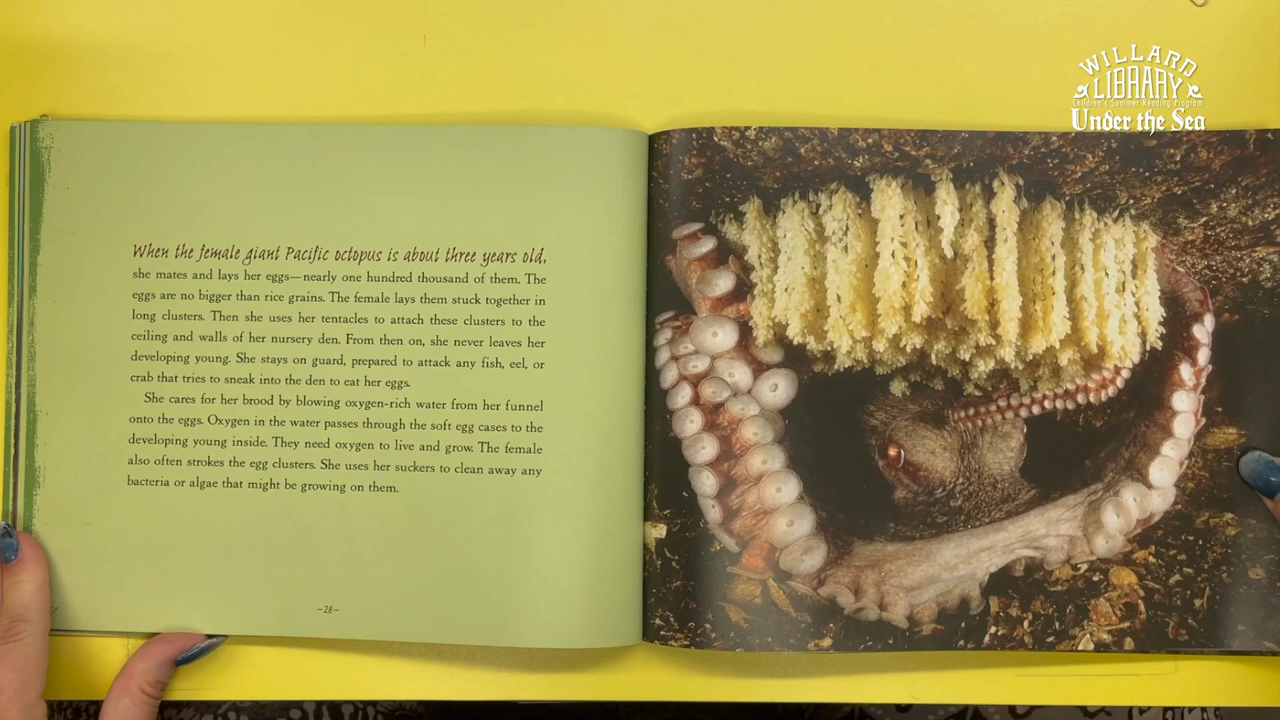 WILLARD
LIBRARY
Children's Summer Reading Program
Under the Sea
When the female giant Pacific octopus is about three years old,
she mates and lays her eggs—nearly one hundred thousand of them. The
eggs are no bigger than rice grains. The female lays them stuck together in
long clusters. Then she uses her tentacles to attach these clusters to the
ceiling and walls of her nursery den. From then on, she never leaves her
developing young. She stays on guard, prepared to attack any fish, eel, or
crab that tries to sneak into the den to eat her eggs.
She cares for her brood by blowing oxygen-rich water from her funnel
onto the eggs. Oxygen in the water passes through the soft egg cases to the
developing young inside. They need oxygen to live and grow. The female
also often strokes the egg clusters. She uses her suckers to clean away any
bacteria or algae that might be growing on them.
–28–